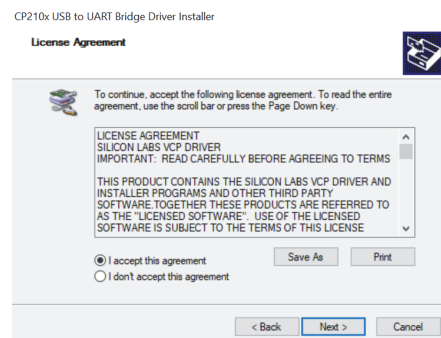 CP210x USB to UART Bridge Driver Installer
License Agreement
To continue, accept the following license agreement. To read the entire
agreement, use the scroll bar or press the Page Down key.
LICENSE AGREEMENT
SILICON LABS VCP DRIVER
IMPORTANT: READ CAREFULLY BEFORE AGREEING TO TERMS
THIS PRODUCT CONTAINS THE SILICON LABS VCP DRIVER AND
INSTALLER PROGRAMS AND OTHER THIRD PARTY
SOFTWARE.TOGETHER THESE PRODUCTS ARE REFERRED TO
AS THE "LICENSED SOFTWARE". USE OF THE LICENSED
SOFTWARE IS SUBJECT TO THE TERMS OF THIS LICENSE
I accept this agreement
Save As
Print
I don't accept this agreement
< Back
Next >
Cancel